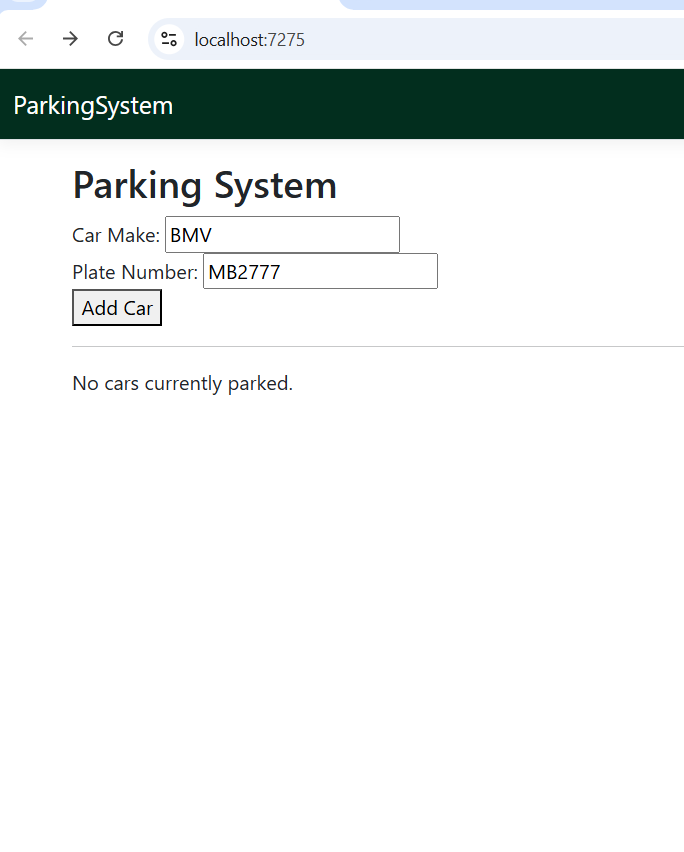 localhost:7275
ParkingSystem
Parking System
Car Make: BMV
Plate Number: MB2777
Add Car
No cars currently parked.